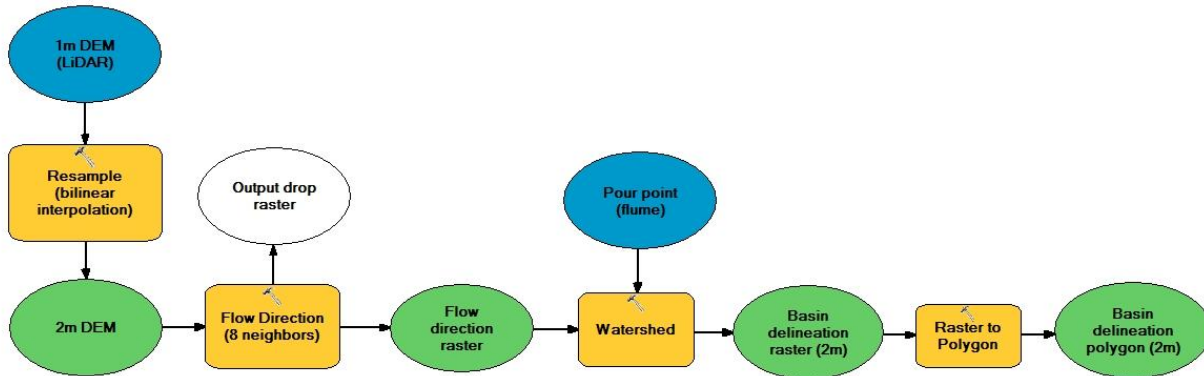 1m DEM
(LiDAR)
Resample
(bilinear
interpolation)
2m DEM
Output drop
raster
Flow Direction
(8 neighbors)
Flow
direction
raster
Pour point
(flume)
Watershed
Basin
delineation
raster (2m)
Raster to
Polygon
Basin
delineation
polygon (2m)